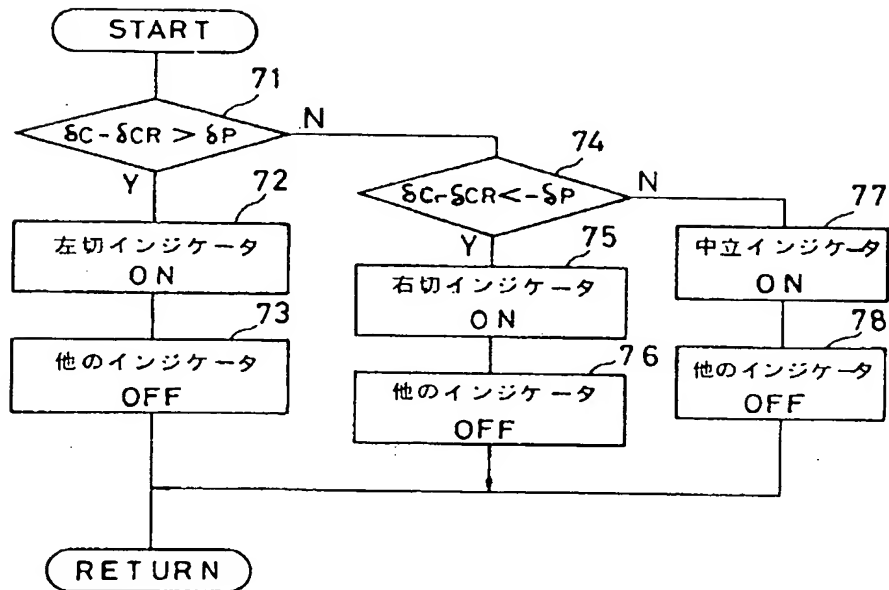 START
71
δC-δCR > δP
N
Y
72
左切インジケータ
ON
73
他のインジケータ
OFF
74
δC-δCR<-δP
N
Y
75
右切インジケータ
ON
76
他のインジケータ
OFF
77
中立インジケータ
ON
78
他のインジケータ
OFF
RETURN